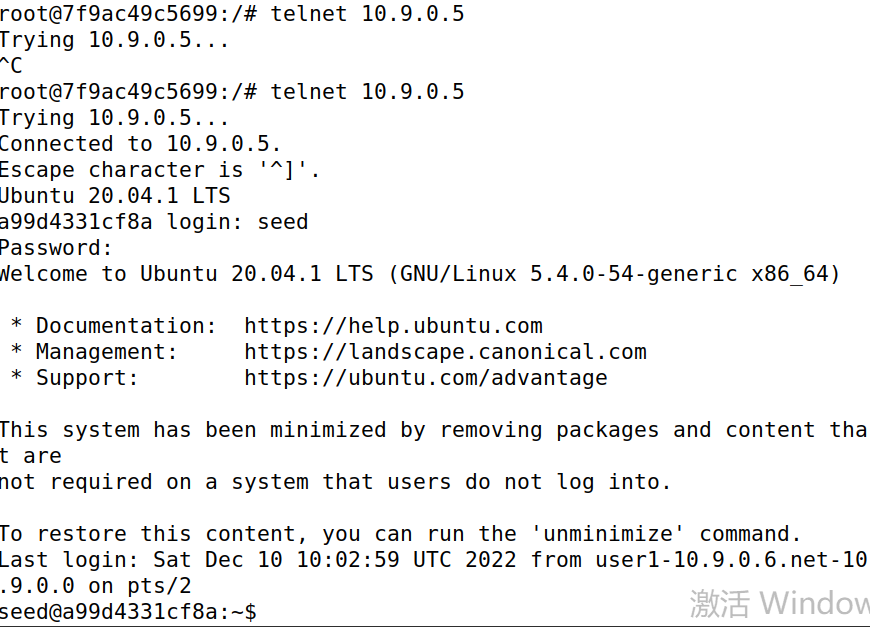 root@7f9ac49c5699:/# telnet 10.9.0.5
Trying 10.9.0.5...
^C
root@7f9ac49c5699:/# telnet 10.9.0.5
Trying 10.9.0.5...
Connected to 10.9.0.5.
Escape character is '^]'.
Ubuntu 20.04.1 LTS
a99d4331cf8a login: seed
Password:
Welcome to Ubuntu 20.04.1 LTS (GNU/Linux 5.4.0-54-generic x86_64)
* Documentation:  https://help.ubuntu.com
* Management:     https://landscape.canonical.com
* Support:        https://ubuntu.com/advantage
This system has been minimized by removing packages and content tha
t are
not required on a system that users do not log into.
To restore this content, you can run the 'unminimize' command.
Last login: Sat Dec 10 10:02:59 UTC 2022 from user1-10.9.0.6.net-10
.9.0.0 on pts/2
seed@a99d4331cf8a:~$
激活 Window